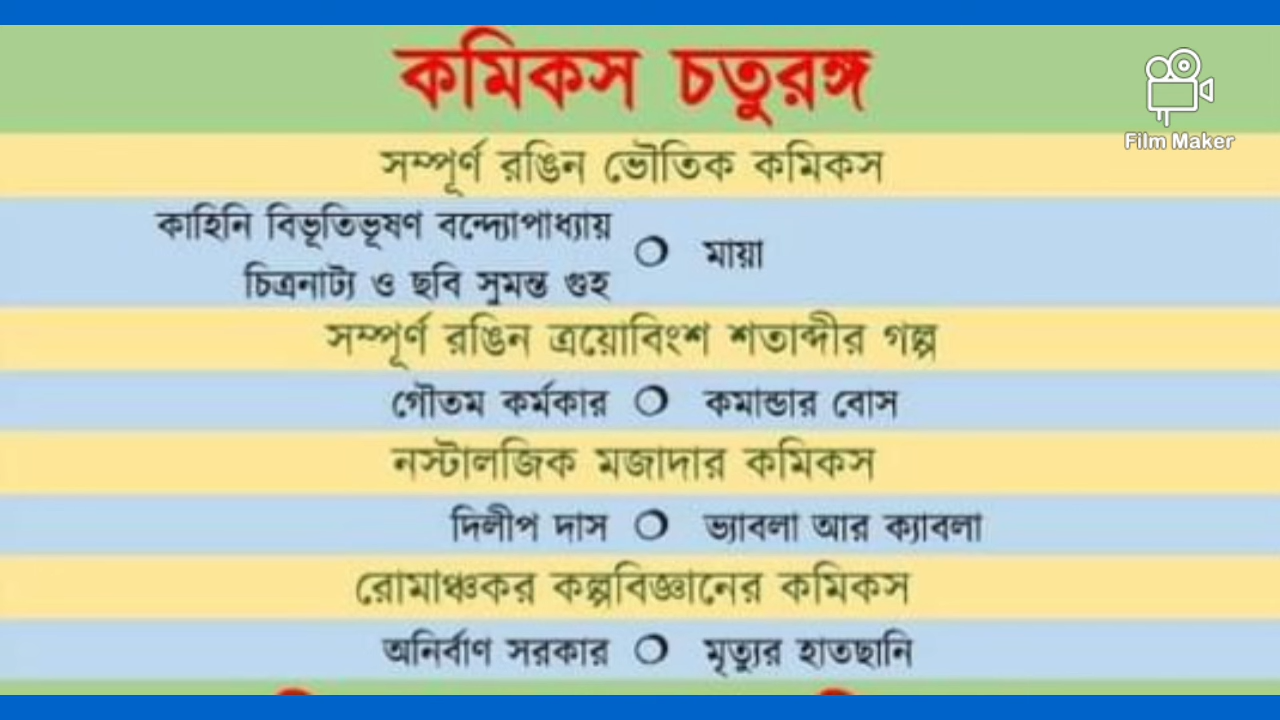 কমিকস চতুরঙ্গ
Film Maker
সম্পূর্ণ রঙিন ভৌতিক কমিকস
কাহিনি বিভূতিভূষণ বন্দ্যোপাধ্যায়
চিত্রনাট্য ও ছবি সুমন্ত গুহ
মায়া
সম্পূর্ণ রঙিন ত্রয়োবিংশ শতাব্দীর গল্প
গৌতম কর্মকার ❍ কমান্ডার বোস
নস্টালজিক মজাদার কমিকস
দিলীপ দাস ❍ ভ্যাবলা আর ক্যাবলা
রোমাঞ্চকর কল্পবিজ্ঞানের কমিকস
অনির্বাণ সরকার ❍ মৃত্যুর হাতছানি